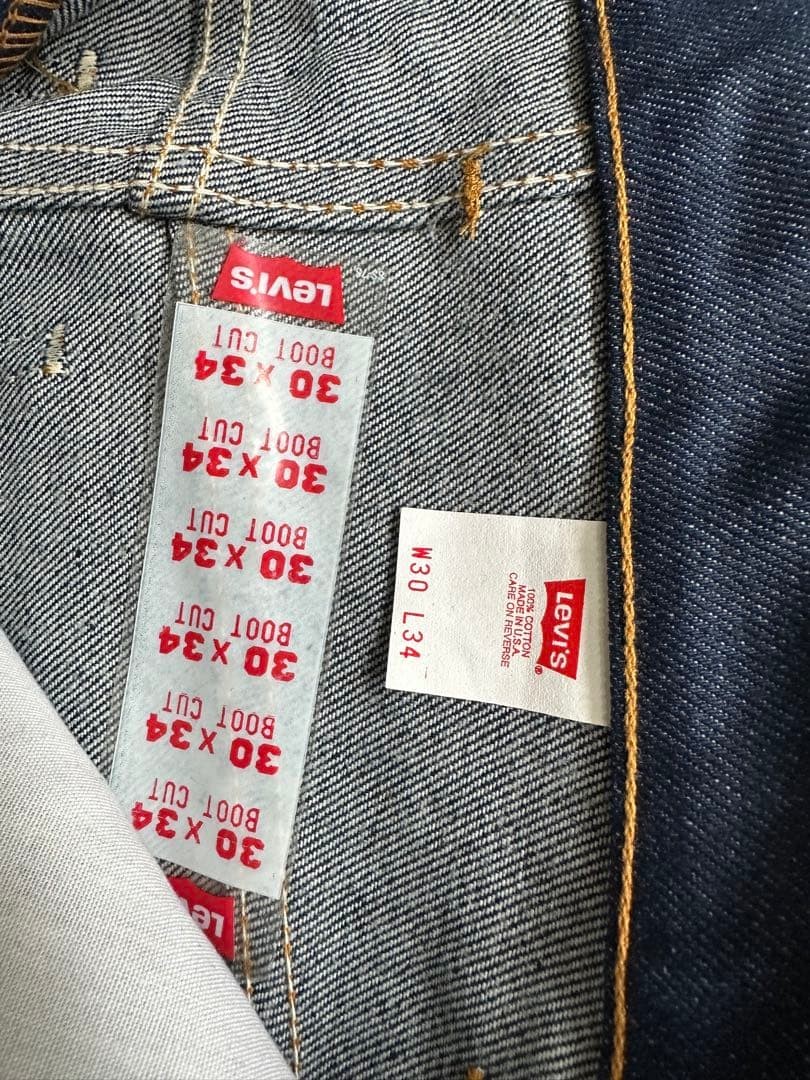 LEVI'S
30 x 34
BOOT CUT
30 x 34
BOOT CUT
30 x 34
BOOT CUT
30 x 34
BOOT CUT
30 x 34
BOOT CUT
30 x 34
BOOT CUT
Le
LEVI'S®
100% COTTON
MADE IN U.S.A.
CARE ON REVERSE
W30 L34